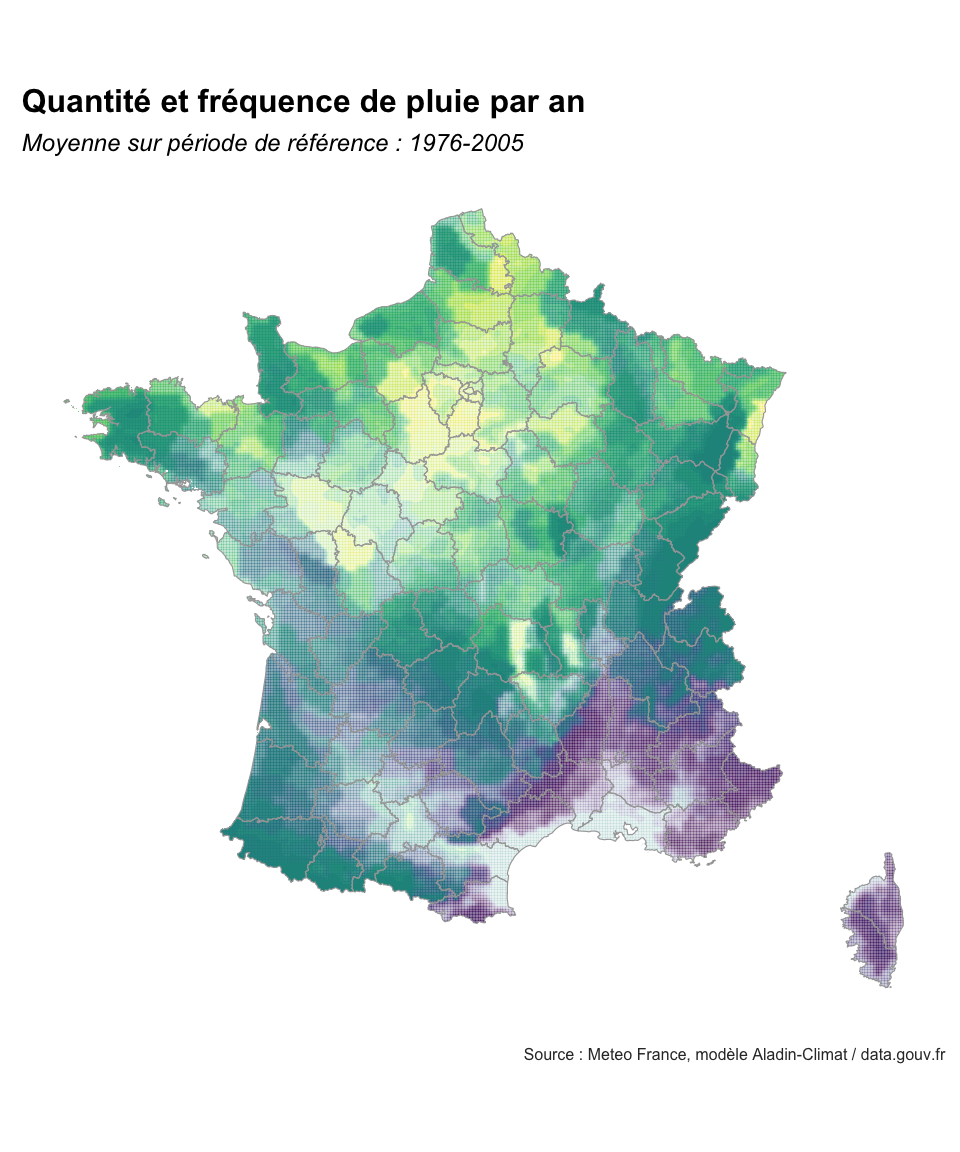 Quantité et fréquence de pluie par an
Moyenne sur période de référence : 1976-2005
Source : Meteo France, modèle Aladin-Climat / data.gouv.fr